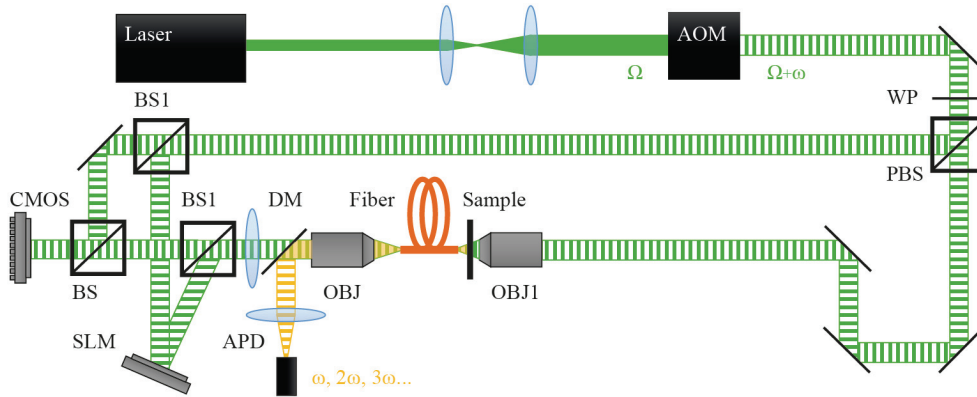 Laser
AOM
Ω
Ω+ω
BS1
WP
PBS
CMOS
BS1
DM
Fiber
Sample
BS
OBJ
OBJ1
SLM
APD
ω, 2ω, 3ω...